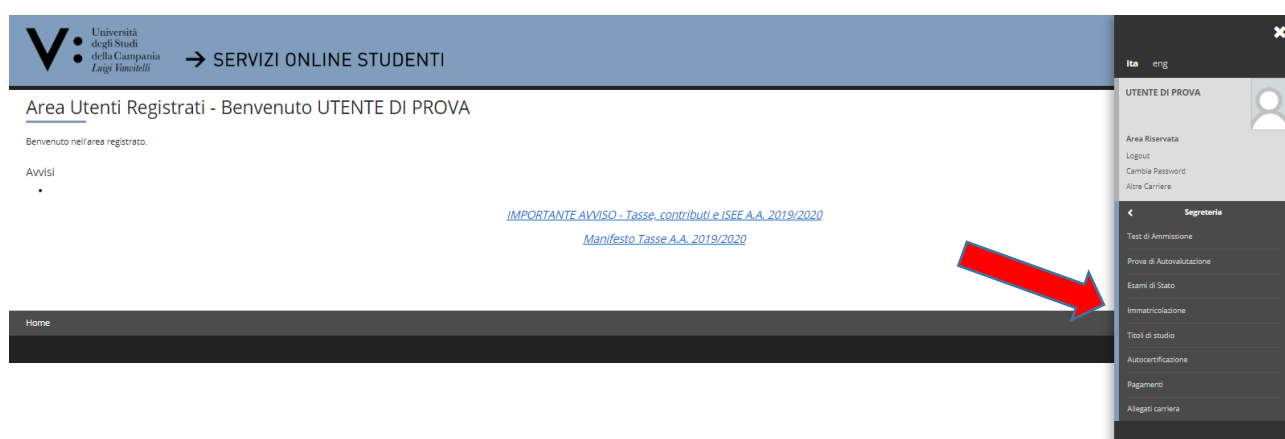 Università
degli Studi
della Campania
Luigi Vanvitelli
V:
→ SERVIZI ONLINE STUDENTI
Area Utenti Registrati - Benvenuto UTENTE DI PROVA
Benvenuto nell'area registrato.
Avvisi
IMPORTANTE AVVISO - Tasse, contributi e ISEE A.A. 2019/2020
Manifesto Tasse A.A. 2019/2020
Home
ita eng
UTENTE DI PROVA
Area Riservata
Logout
Cambia Password
Altre Carriere
Segreteria
Test di Ammissione
Prova di Autovalutazione
Esami di Stato
Immatricolazione
Titoli di studio
Autocertificazione
Pagamenti
Allegati carriera